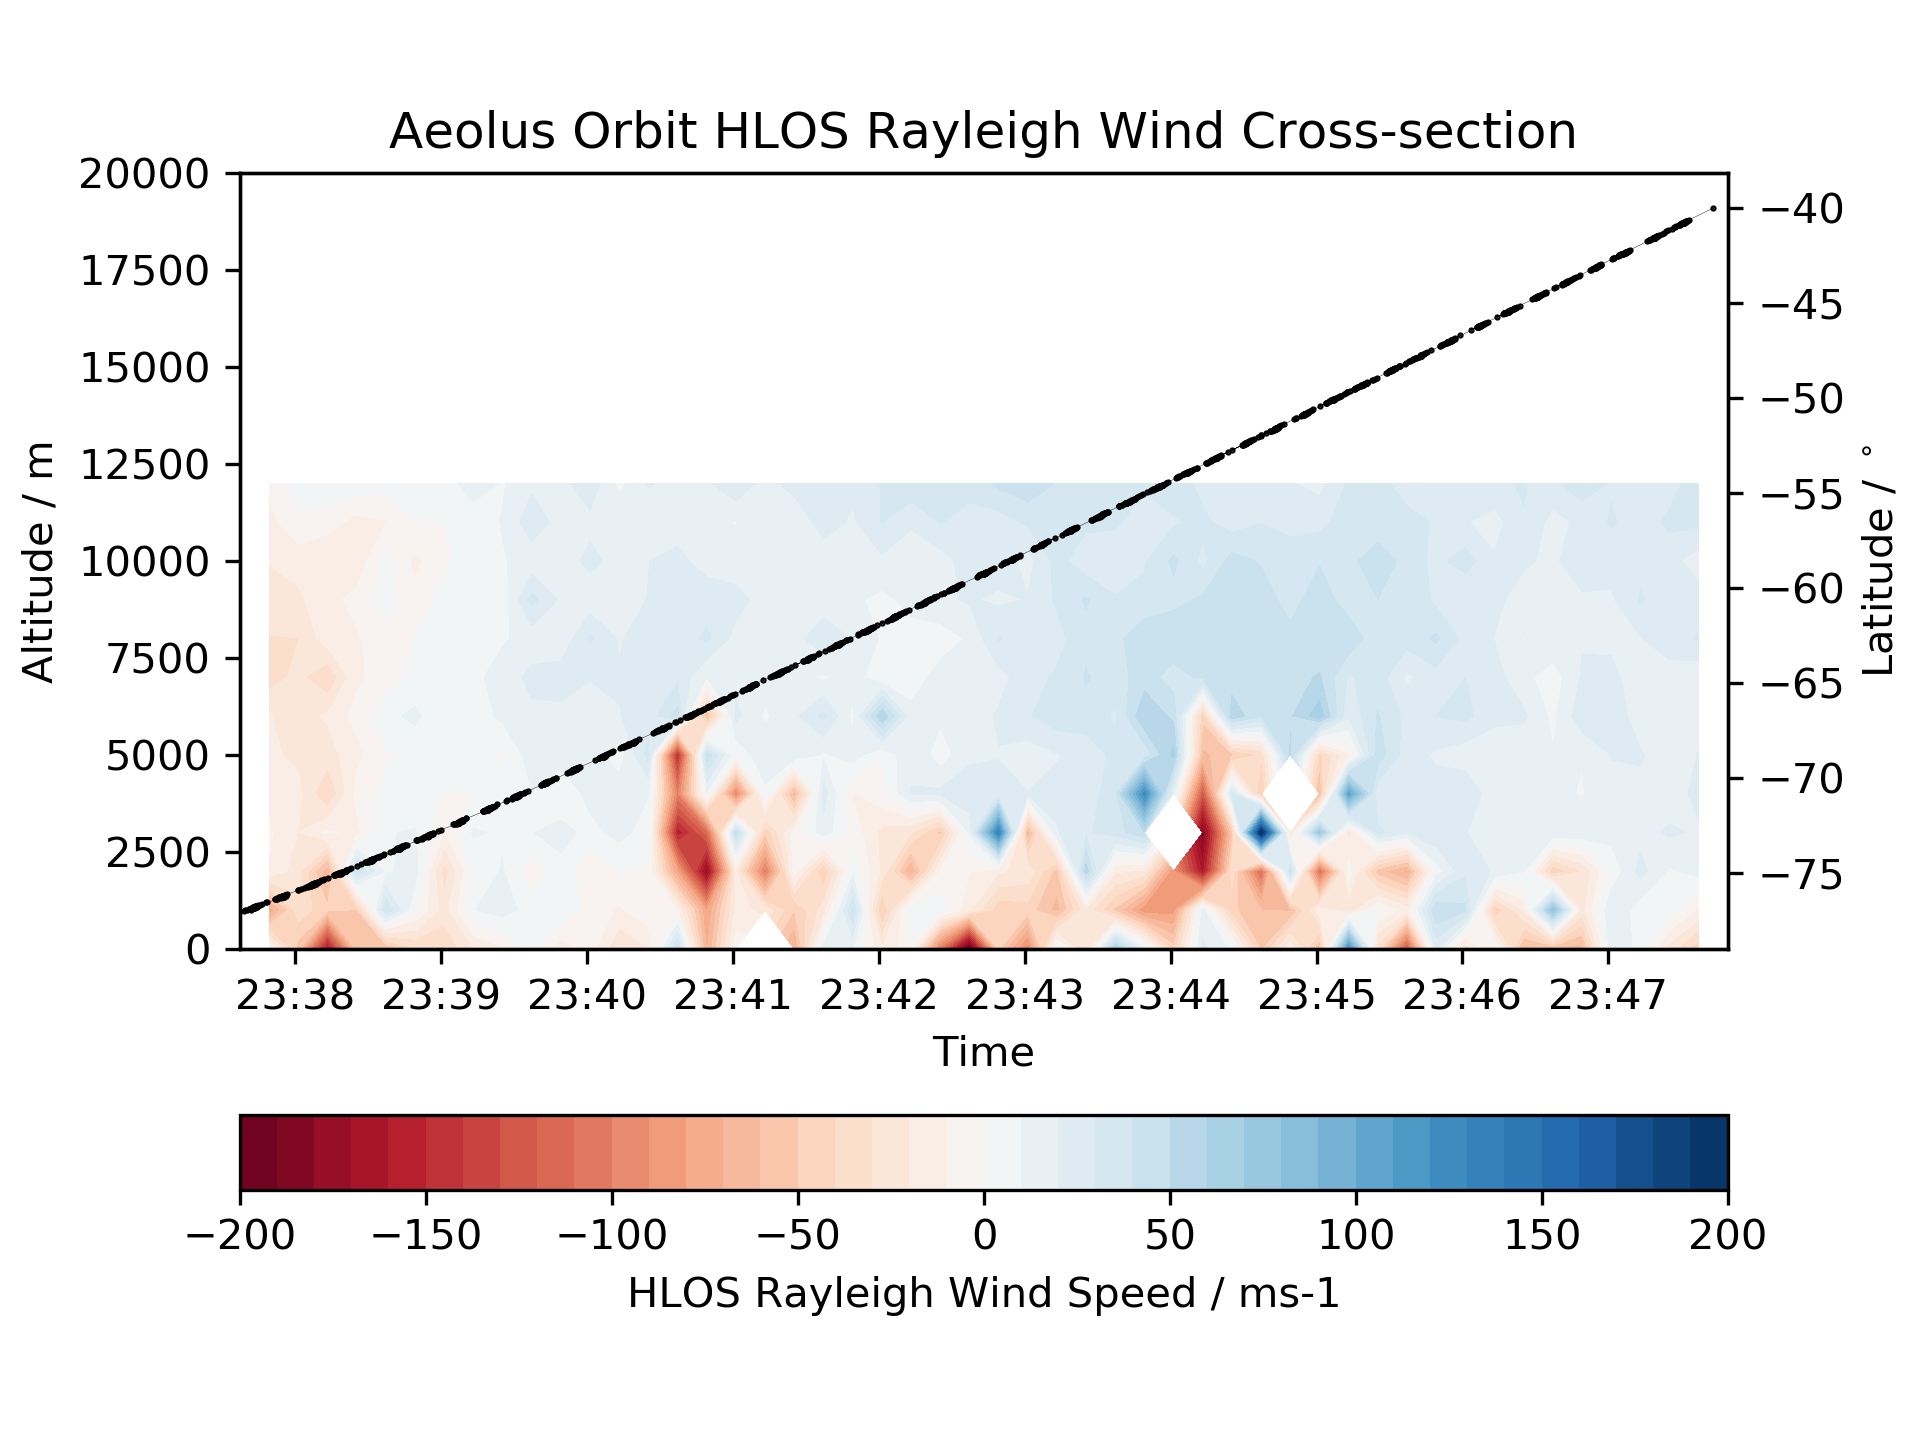 Aeolus Orbit HLOS Rayleigh Wind Cross-section
20000
17500
15000
12500
10000
7500
5000
2500
0
Altitude / m
−40
−45
−50
−55
−60
−65
−70
−75
Latitude / °
23:38 23:39 23:40 23:41 23:42 23:43 23:44 23:45 23:46 23:47
Time
−200 −150 −100 −50 0 50 100 150 200
HLOS Rayleigh Wind Speed / ms-1